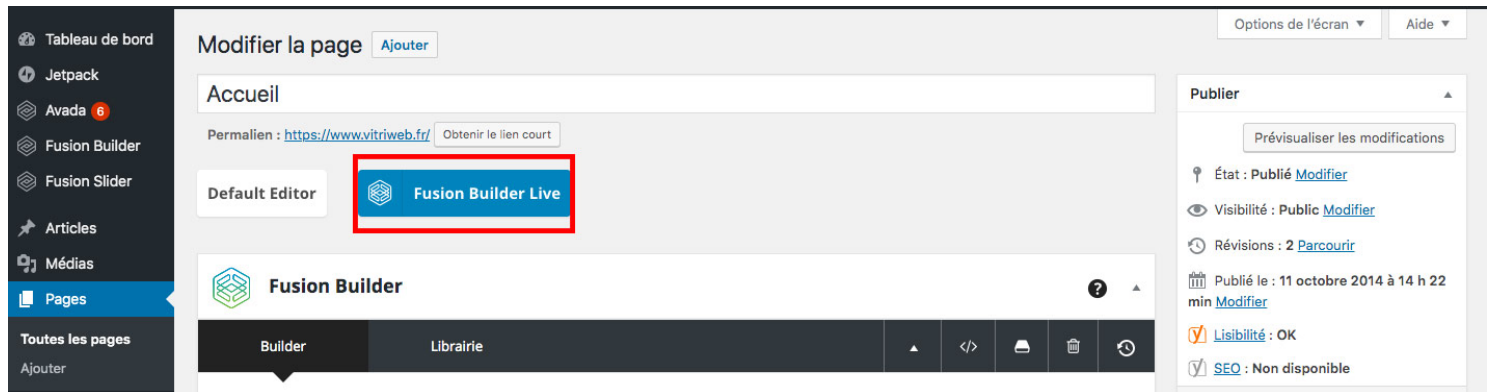 Options de l'écran ▼
Aide ▼
Tableau de bord
Jetpack
Avada 6
Fusion Builder
Fusion Slider
Articles
Médias
Pages
Toutes les pages
Ajouter
Modifier la page Ajouter
Accueil
Permalien : https://www.vitriweb.fr/ Obtenir le lien court
Default Editor
Fusion Builder Live
Fusion Builder
Builder
Librairie
Publier
Prévisualiser les modifications
État : Publié Modifier
Visibilité : Public Modifier
Révisions : 2 Parcourir
Publié le : 11 octobre 2014 à 14 h 22
min Modifier
Lisibilité : OK
SEO : Non disponible